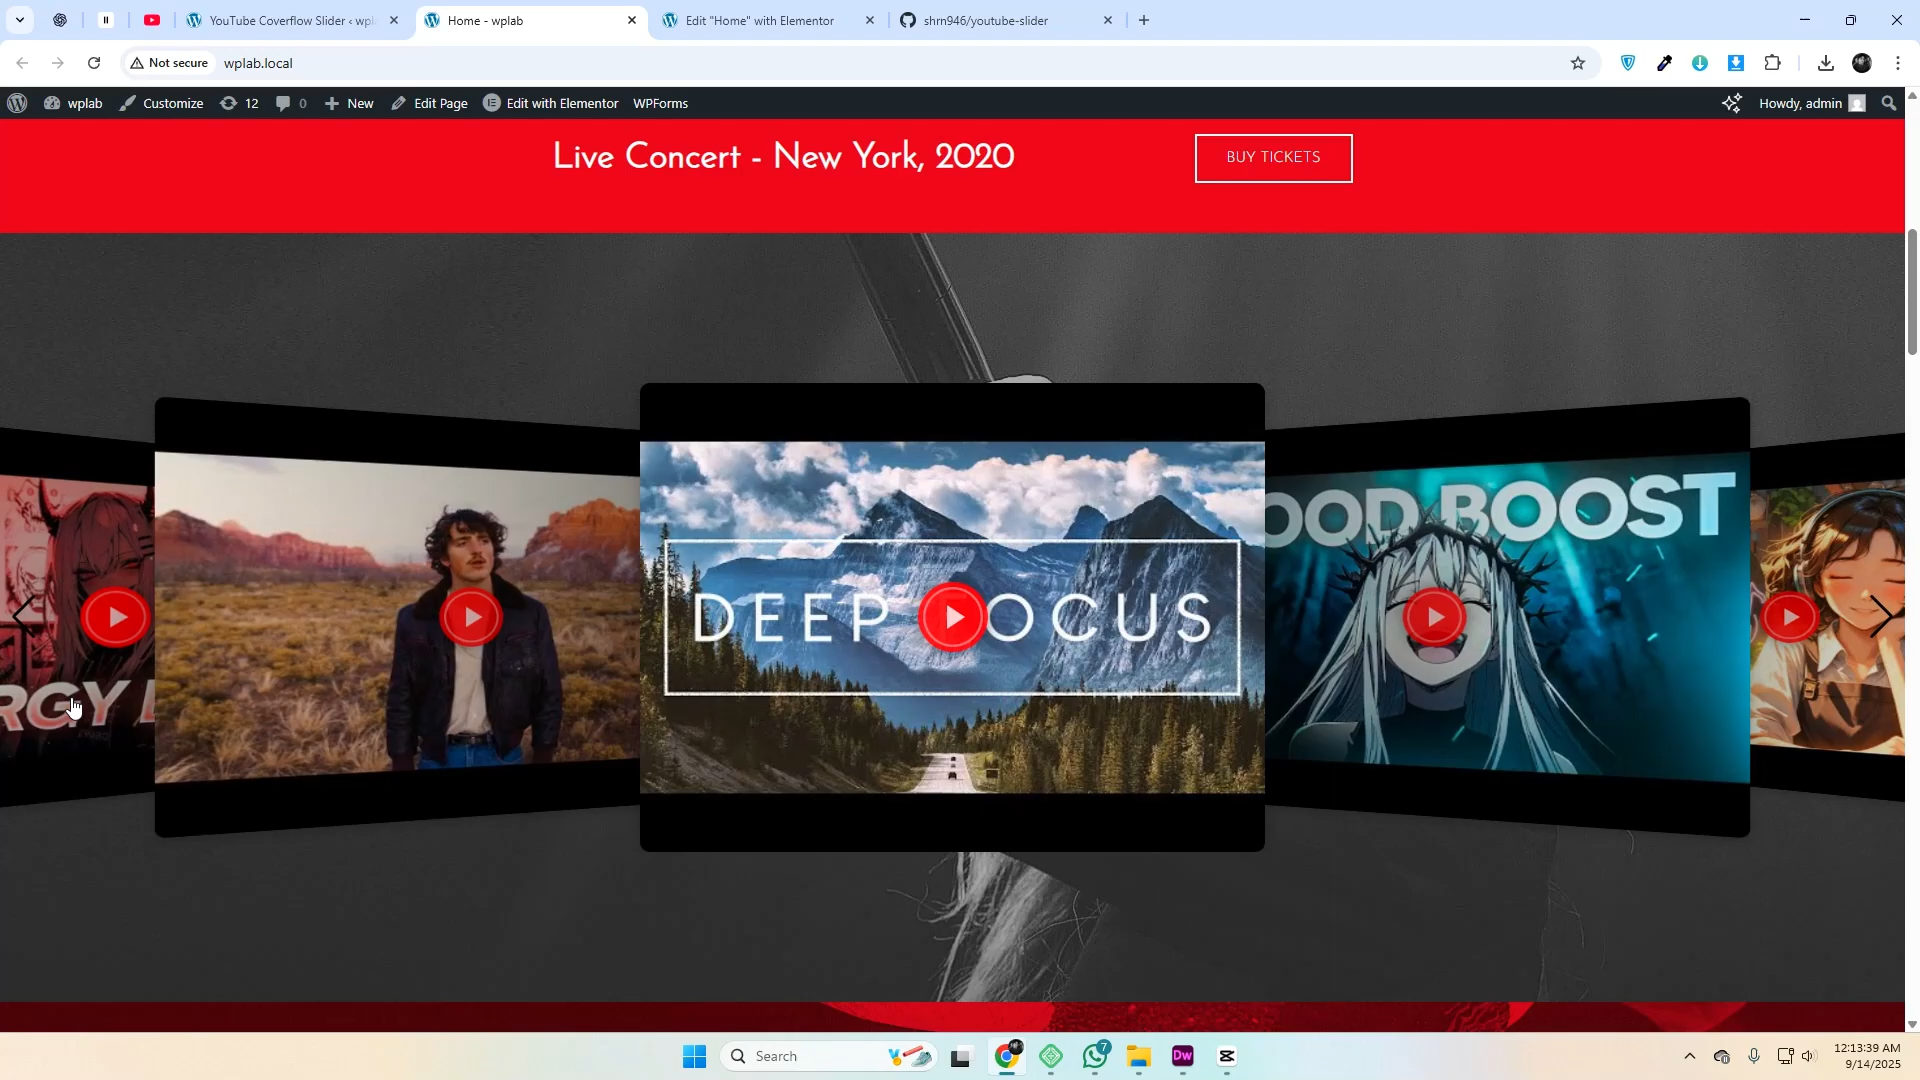 YouTube Coverflow Slider ‹ wpl
Home - wplab
Edit "Home" with Elementor
shrn946/youtube-slider
Not secure
wplab.local
wplab
Customize
12
0
New
Edit Page
Edit with Elementor
WPForms
Howdy, admin
Live Concert - New York, 2020
BUY TICKETS
OOD BOOST
DEEP OCUS
RGY
Search
Dw
7
12:13:39 AM
9/14/2025